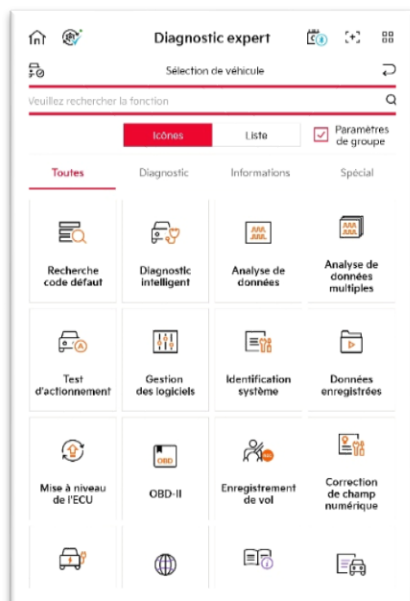 Diagnostic expert
Sélection de véhicule
Veuillez rechercher la fonction
Icônes
Liste
Paramètres
de groupe
Toutes
Diagnostic
Informations
Spécial
Recherche
code défaut
Diagnostic
intelligent
Analyse de
données
Analyse de
données
multiples
Test
d'actionnement
Gestion
des logiciels
Identification
système
Données
enregistrées
Mise à niveau
de l'ECU
OBD
OBD-II
Enregistrement
de vol
Correction
de champ
numérique